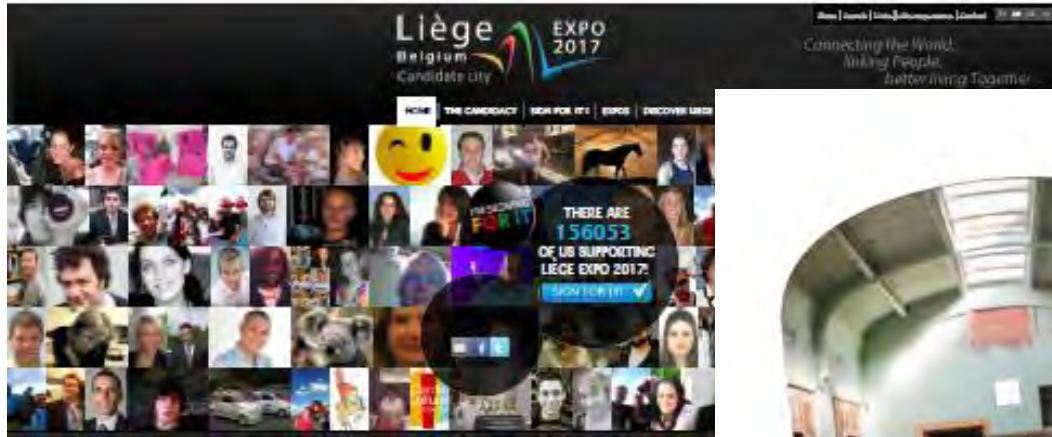 Liège
Belgium
Candidate city
EXPO
2017
Connecting the World,
linking People,
better living Together
HOME
THE CANDIDACY
SIGN FOR IT !
EXPOS
DISCOVER LIEGE
I'M SIGNING
FOR IT
THERE ARE
156053
OF US SUPPORTING
LIEGE EXPO 2017!
SIGN FOR IT!